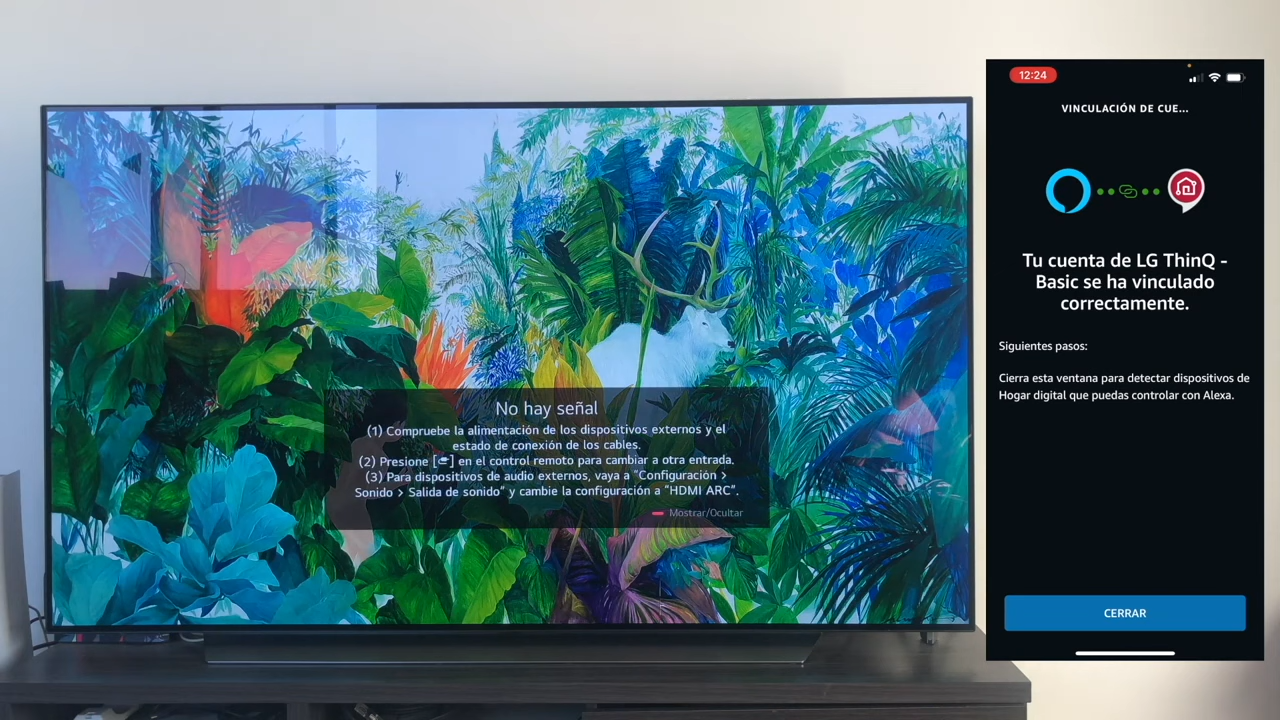 No hay señal
(1) Compruebe la alimentación de los dispositivos externos y el
estado de conexión de los cables.
(2) Presione [ ] en el control remoto para cambiar a otra entrada.
(3) Para dispositivos de audio externos, vaya a “Configuración >
Sonido > Salida de sonido” y cambie la configuración a “HDMI ARC”.
Mostrar/Ocultar
12:24
VINCULACIÓN DE CUE...
Tu cuenta de LG ThinQ -
Basic se ha vinculado
correctamente.
Siguientes pasos:
Cierra esta ventana para detectar dispositivos de
Hogar digital que puedas controlar con Alexa.
CERRAR